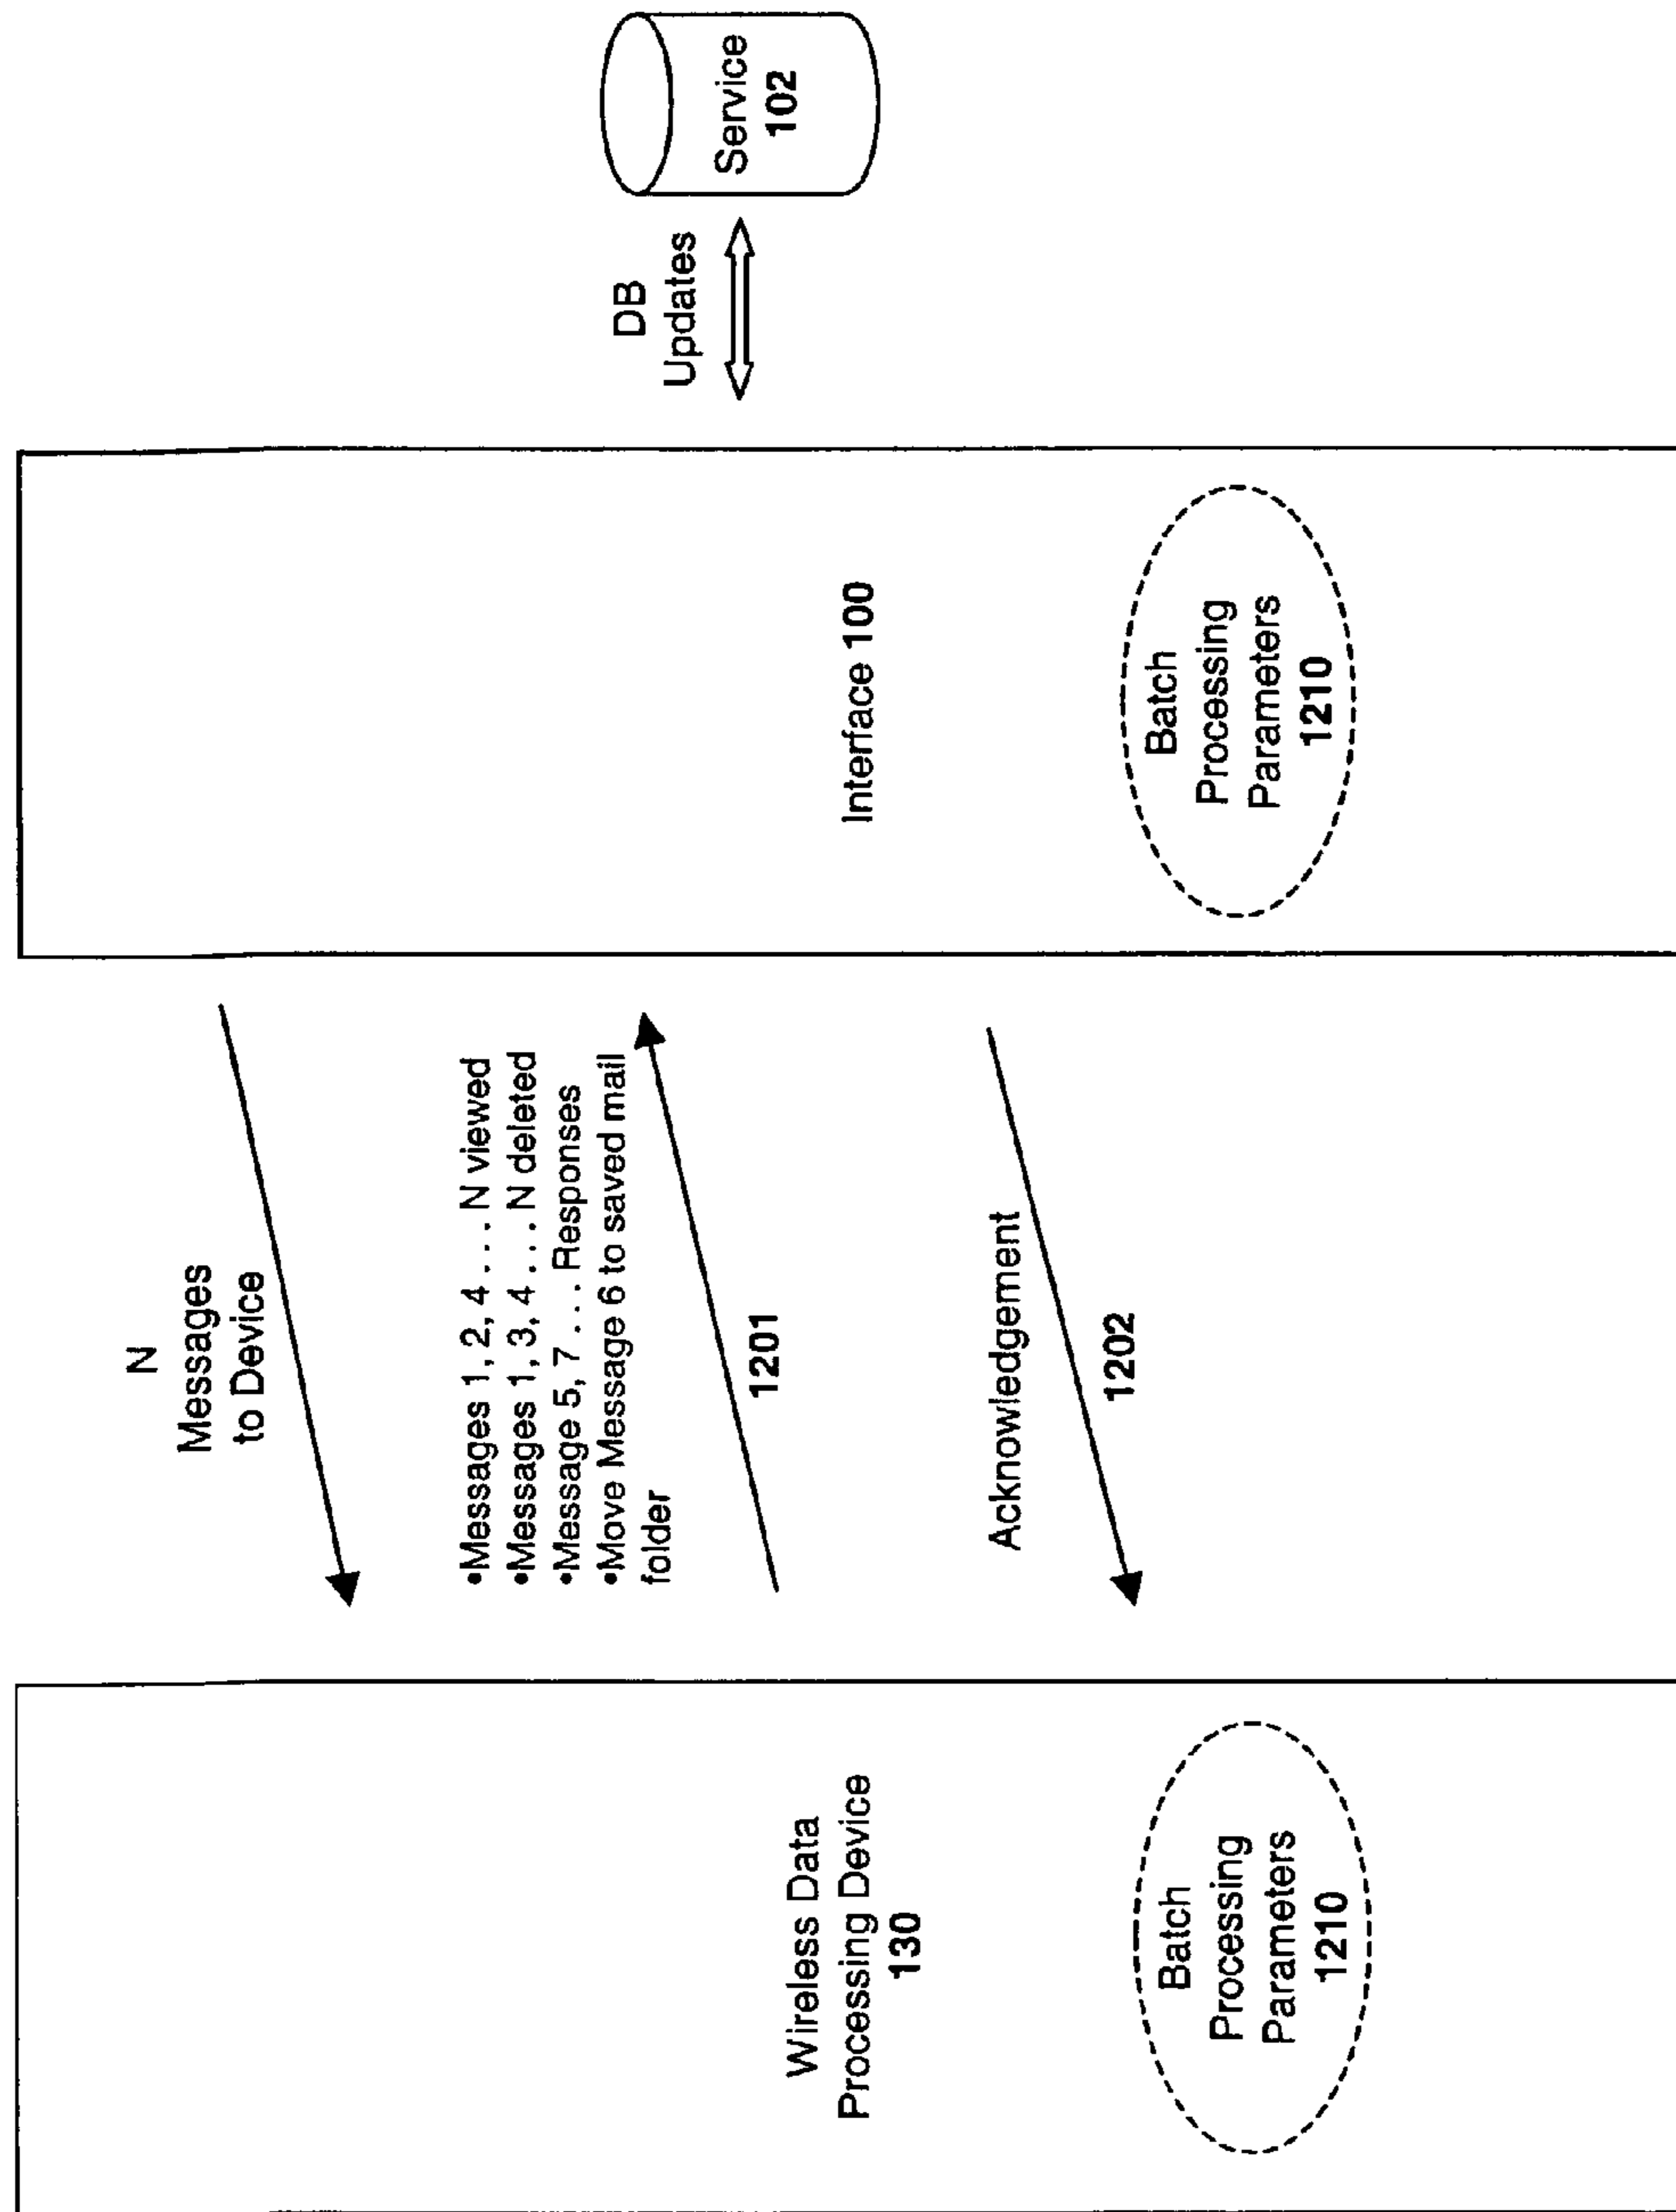 N
Messages
to Device
•Messages 1, 2, 4 . . . N viewed
•Messages 1, 3, 4 . . . N deleted
•Message 5, 7 . . . Responses
•Move Message 6 to saved mail
folder
1201
Acknowledgement
1202
Wireless Data
Processing Device
130
Batch
Processing
Parameters
1210
Interface 100
Batch
Processing
Parameters
1210
DB
Updates
Service
102